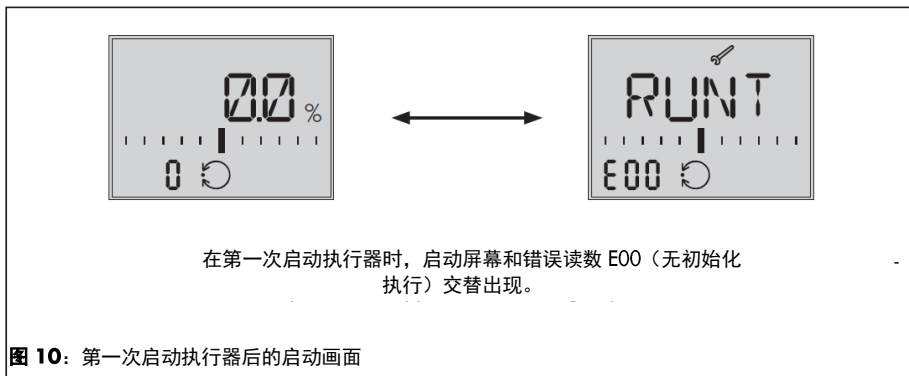 0.0 %
0
RUNT
E00
在第一次启动执行器时，启动屏幕和错误读数 E00（无初始化
执行）交替出现。
-
图 10：第一次启动执行器后的启动画面